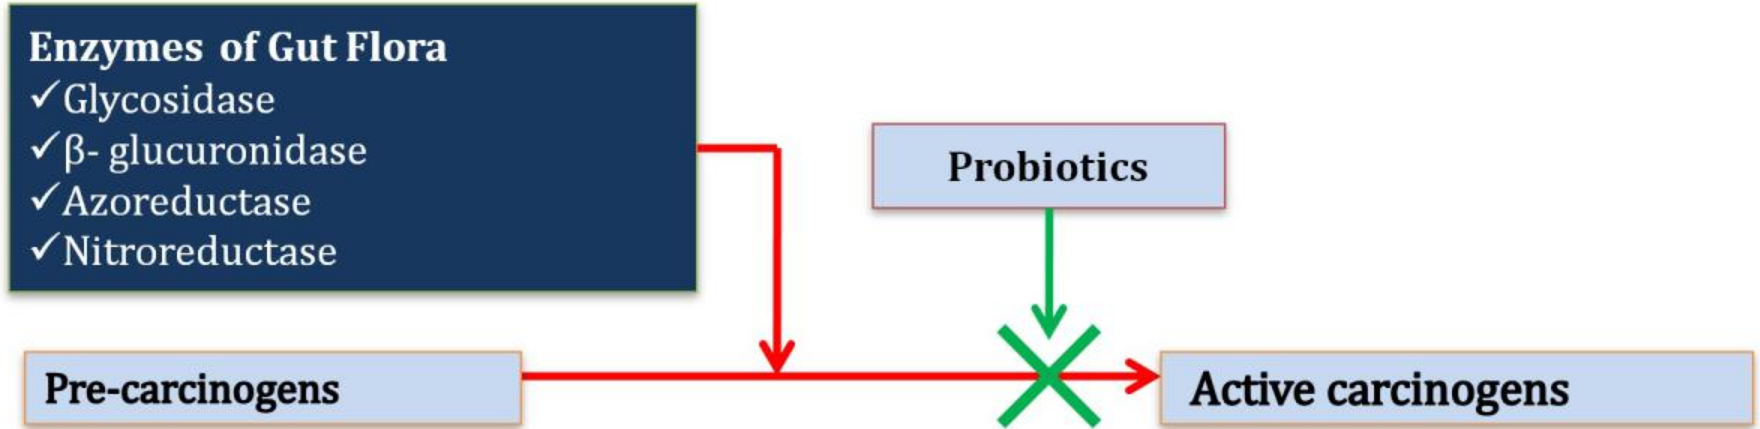 Enzymes of Gut Flora
✓Glycosidase
✓β- glucuronidase
✓Azoreductase
✓Nitroreductase
Probiotics
Pre-carcinogens
Active carcinogens